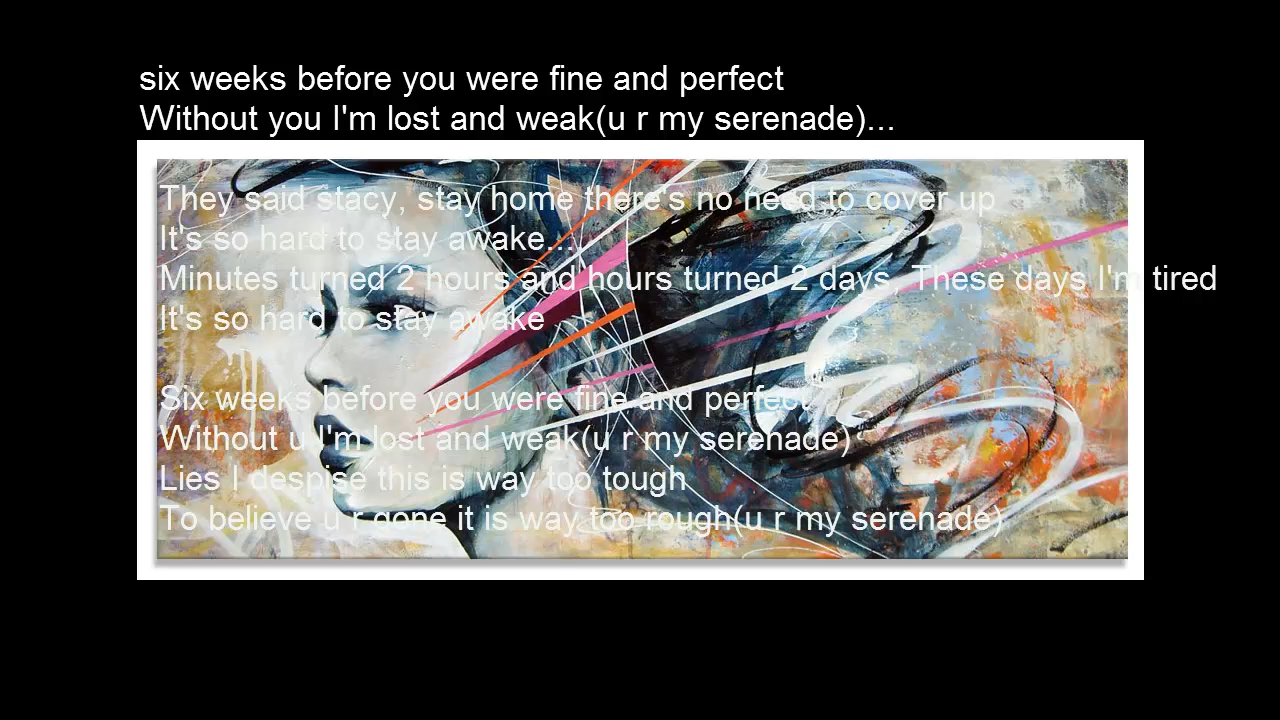 six weeks before you were fine and perfect
Without you I'm lost and weak(u r my serenade)...
They said stacy, stay home there's no need to cover up
It's so hard to stay awake....
Minutes turned 2 hours and hours turned 2 days, These days I'm tired
It's so hard to stay awake
Six weeks before you were fine and perfect
Without u I'm lost and weak(u r my serenade)
Lies I despise this is way too tough
To believe u r gone it is way too rough(u r my serenade)